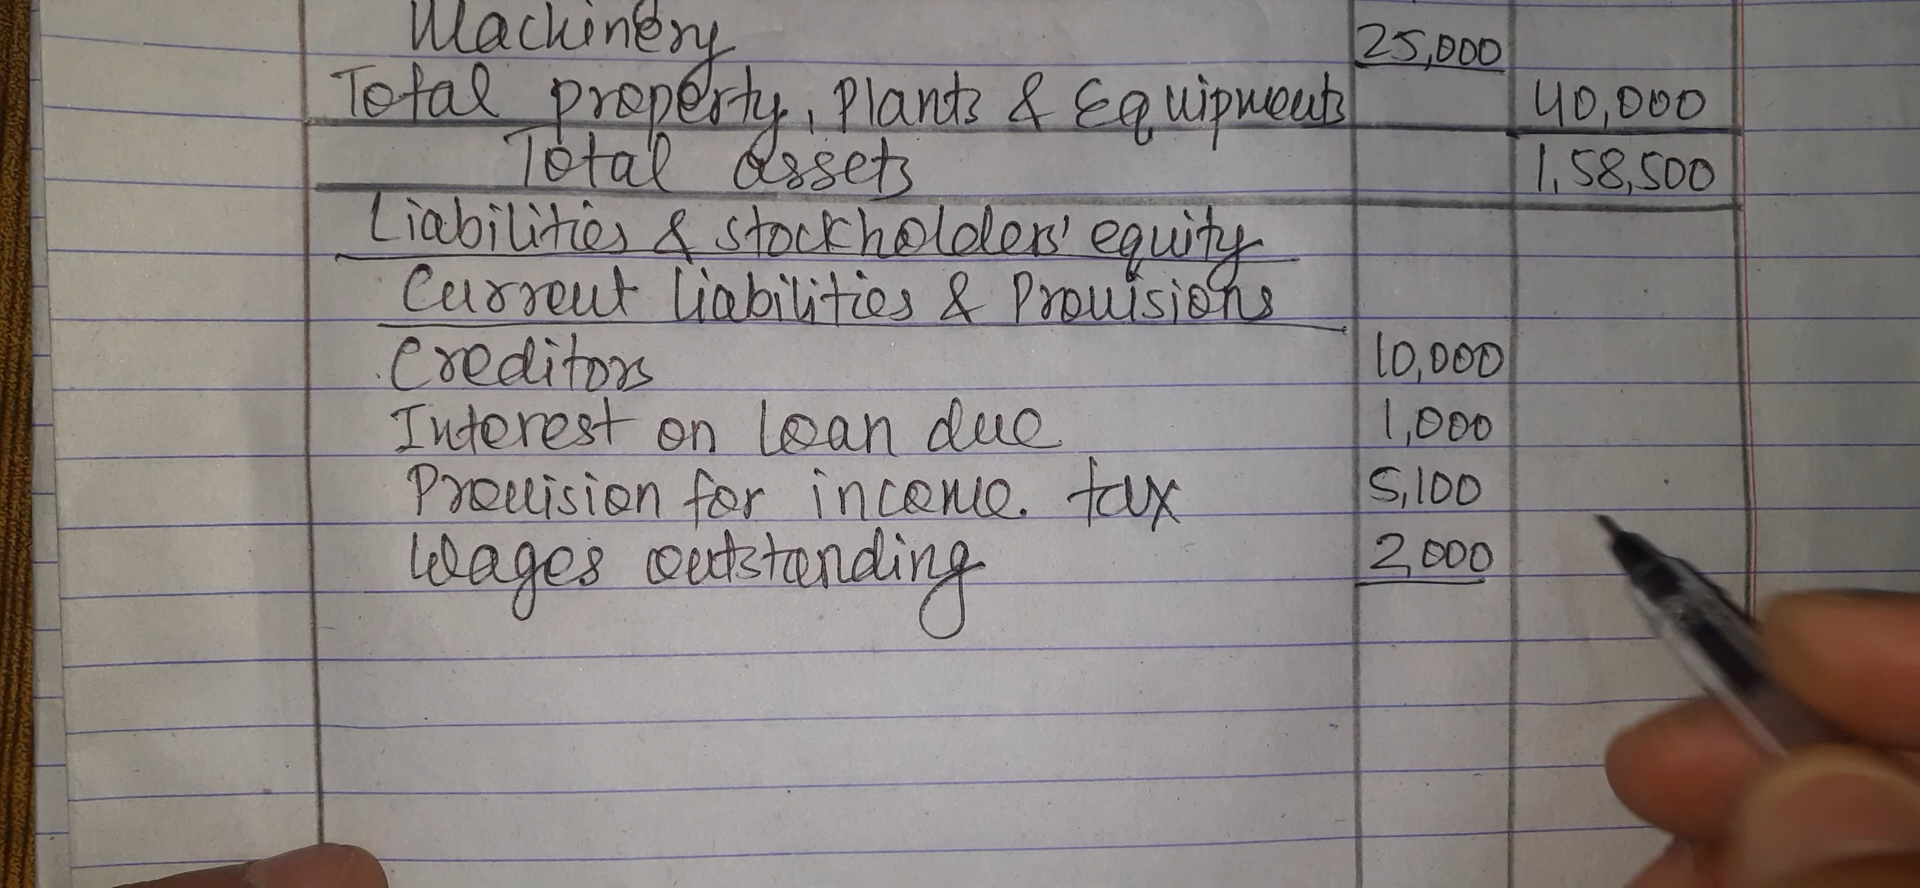 Machinery 25,000
Total property, Plants & Equipments 40,000
Total assets 1,58,500
Liabilities & stockholders' equity
Current liabilities & Provisions
Creditors 10,000
Interest on loan due 1,000
Provision for income. tax 5,100
Wages outstanding 2,000